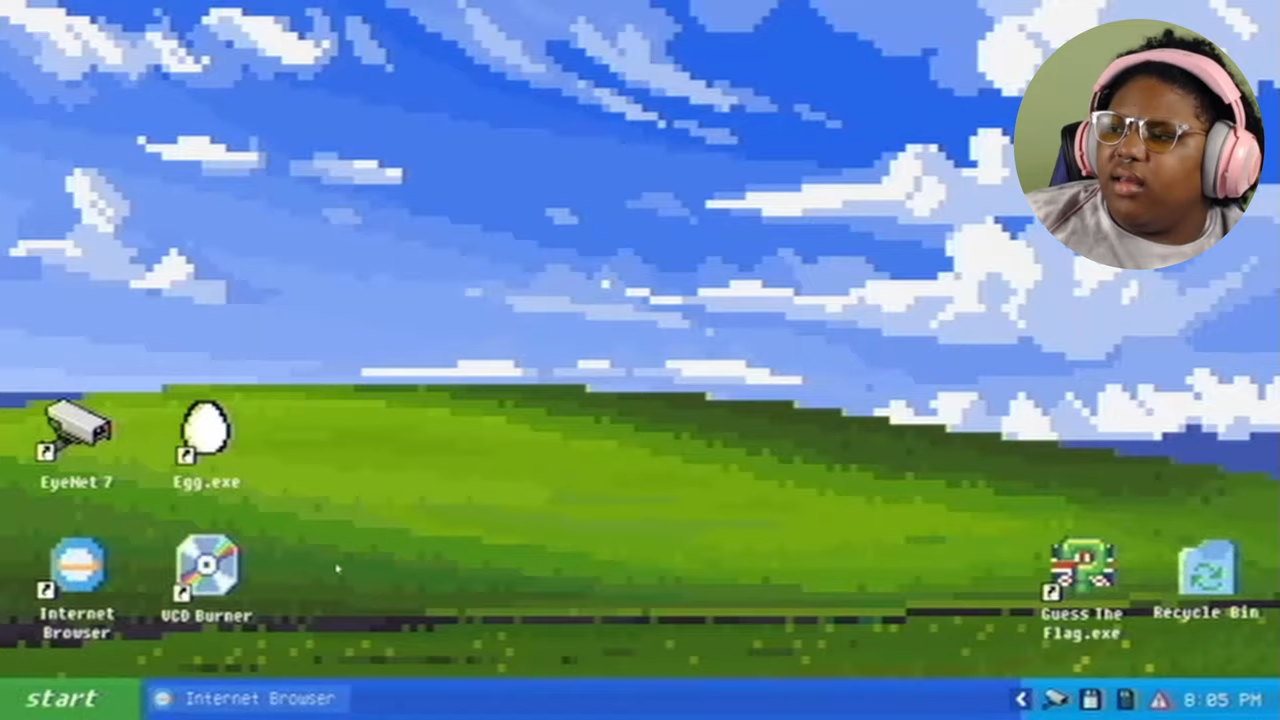 EyeNet 7
Egg.exe
Internet
Browser
VCD Burner
Guess The
Flag.exe
Recycle Bin
start
Internet Browser
8:05 PM